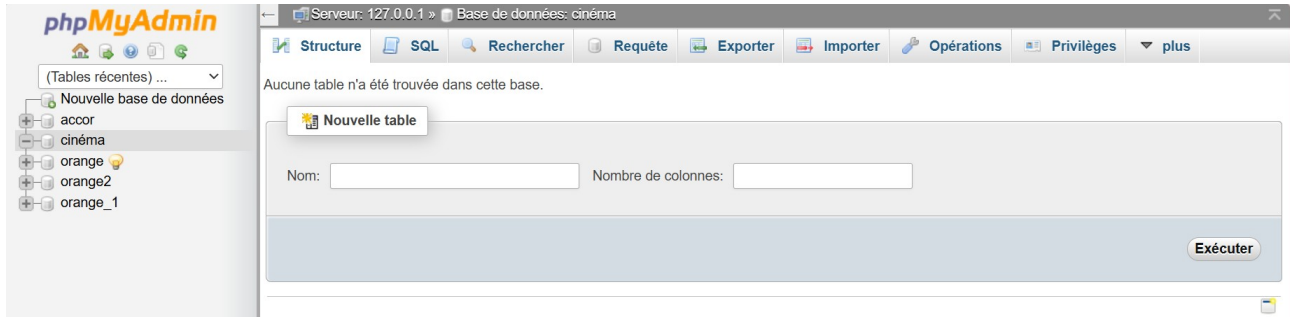 phpMyAdmin
(Tables récentes) ...
Nouvelle base de données
accor
cinéma
orange
orange2
orange_1
Serveur: 127.0.0.1 » Base de données: cinéma
Structure SQL Rechercher Requête Exporter Importer Opérations Privilèges plus
Aucune table n'a été trouvée dans cette base.
Nouvelle table
Nom: Nombre de colonnes:
Exécuter